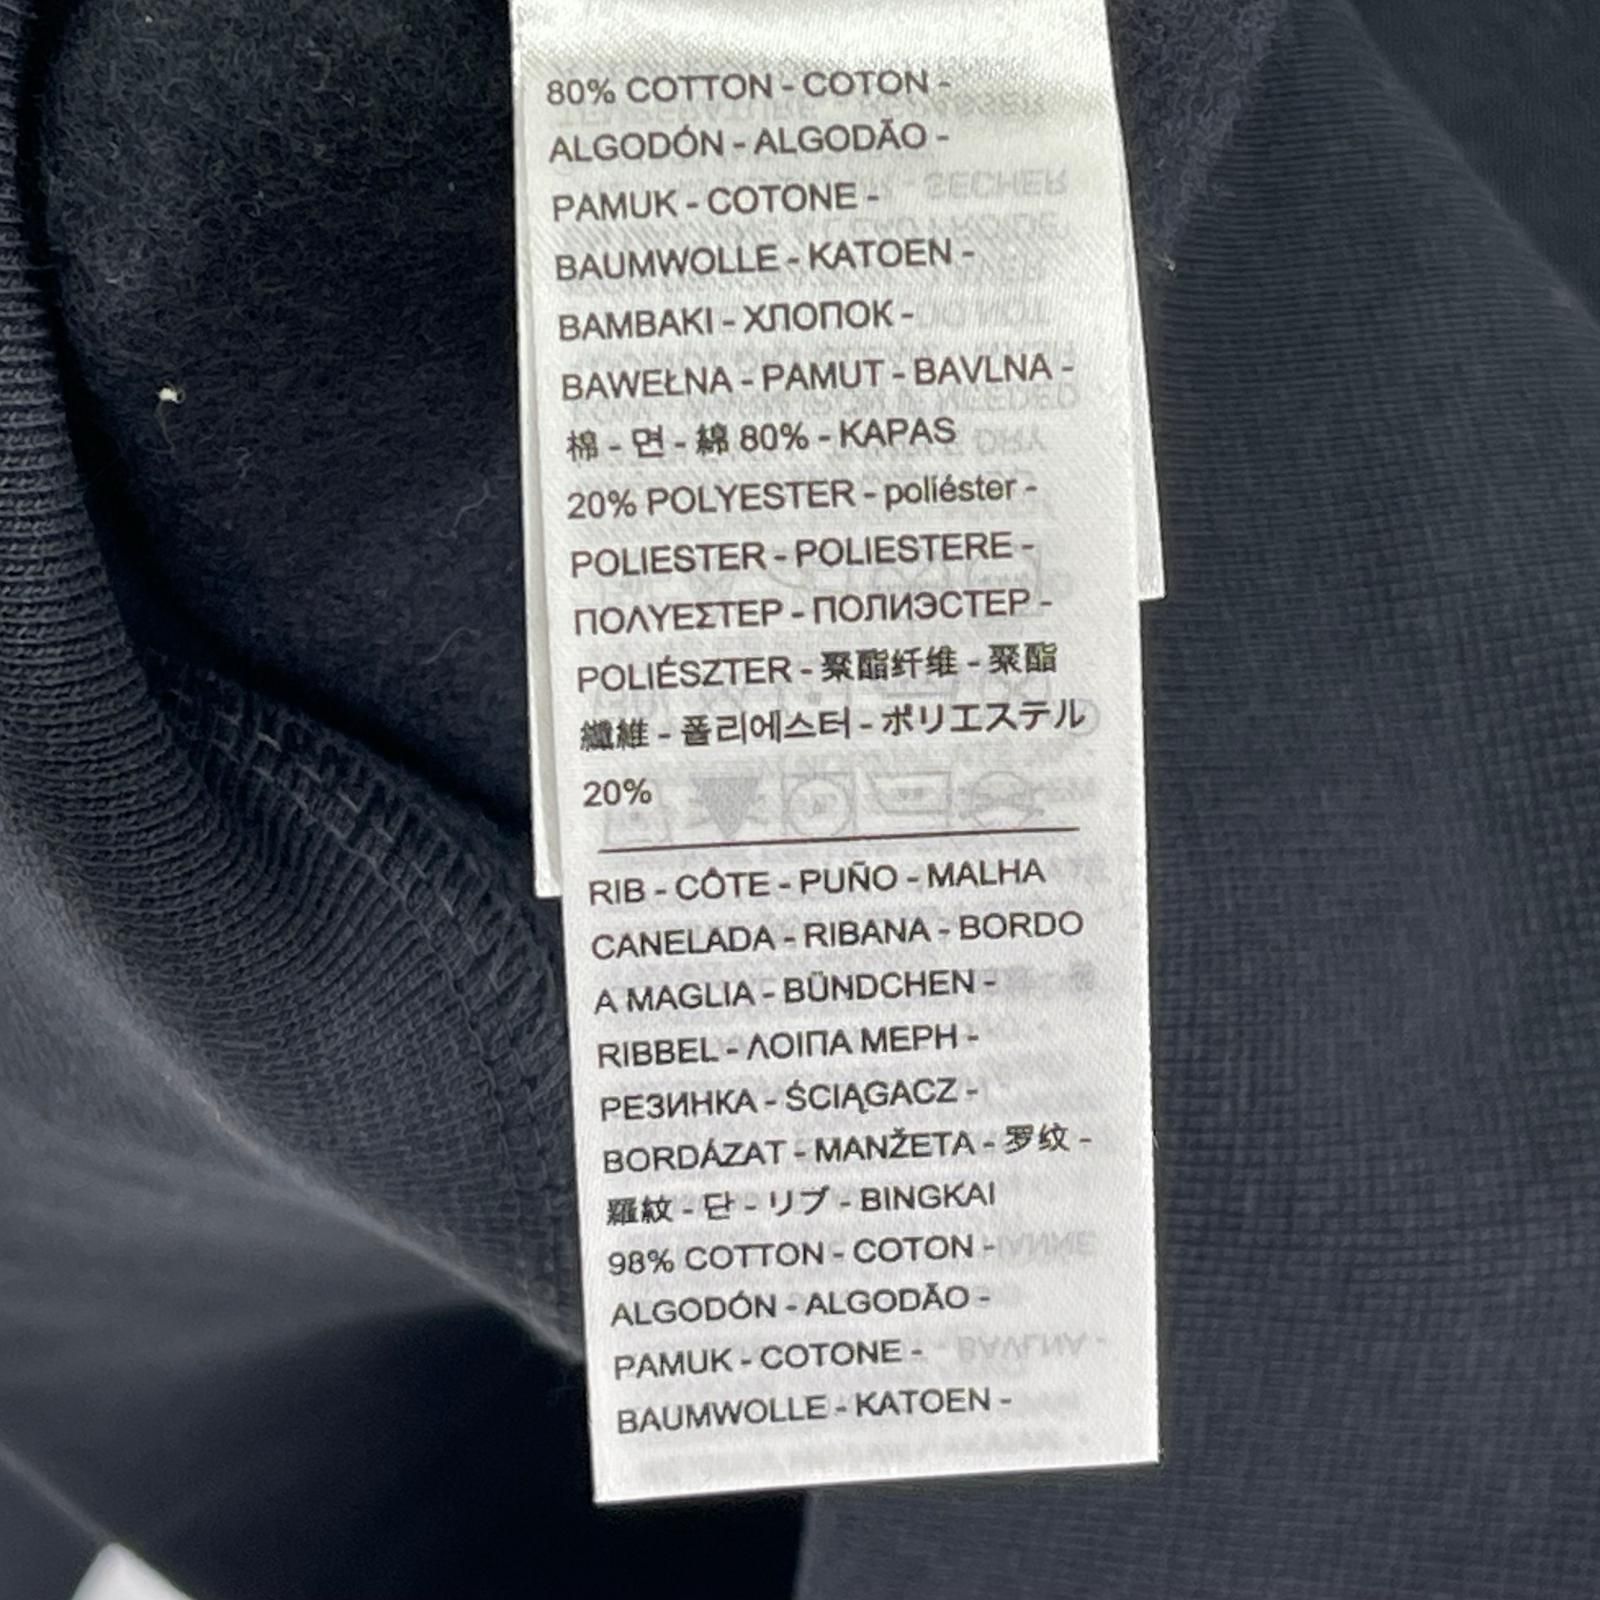 80% COTTON - COTON -
ALGODÓN - ALGODÃO -
PAMUK - COTONE -
BAUMWOLLE - KATOEN -
BAMBAKI - ХЛОПОК -
BAWEŁNA - PAMUT - BAVLNA -
棉 - 면 - 綿 80% - KAPAS
20% POLYESTER - poliéster -
POLIESTER - POLIESTERE -
ΠΟΛΥΕΣΤΕΡ - ПОЛИЭСТЕР -
POLIÉSZTER - 聚酯纤维 - 聚酯
纖維 - 폴리에스터 - ポリエステル
20%
RIB - CÔTE - PUÑO - MALHA
CANELADA - RIBANA - BORDO
A MAGLIA - BÜNDCHEN -
RIBBEL - ΛΟΙΠΑ ΜΕΡΗ -
РЕЗИНКА - ŚCIĄGACZ -
BORDÁZAT - MANŽETA - 罗纹 -
羅紋 - 단 - リブ - BINGKAI
98% COTTON - COTON -
ALGODÓN - ALGODÃO -
PAMUK - COTONE -
BAUMWOLLE - KATOEN -